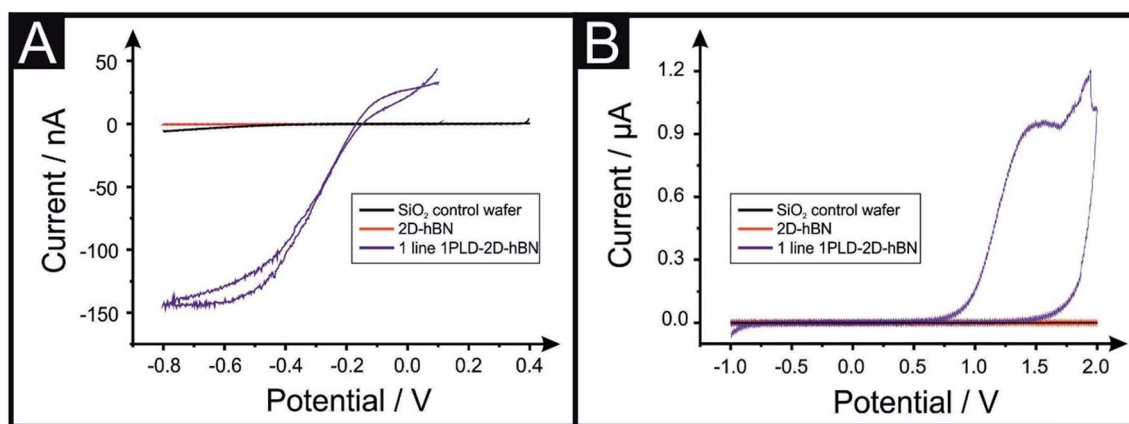 A
50
0
-50
-100
-150
Current / nA
SiO₂ control wafer
2D-hBN
1 line 1PLD-2D-hBN
-0.8 -0.6 -0.4 -0.2 0.0 0.2 0.4
Potential / V
B
1.2
0.9
0.6
0.3
0.0
Current / µA
SiO₂ control wafer
2D-hBN
1 line 1PLD-2D-hBN
-1.0 -0.5 0.0 0.5 1.0 1.5 2.0
Potential / V